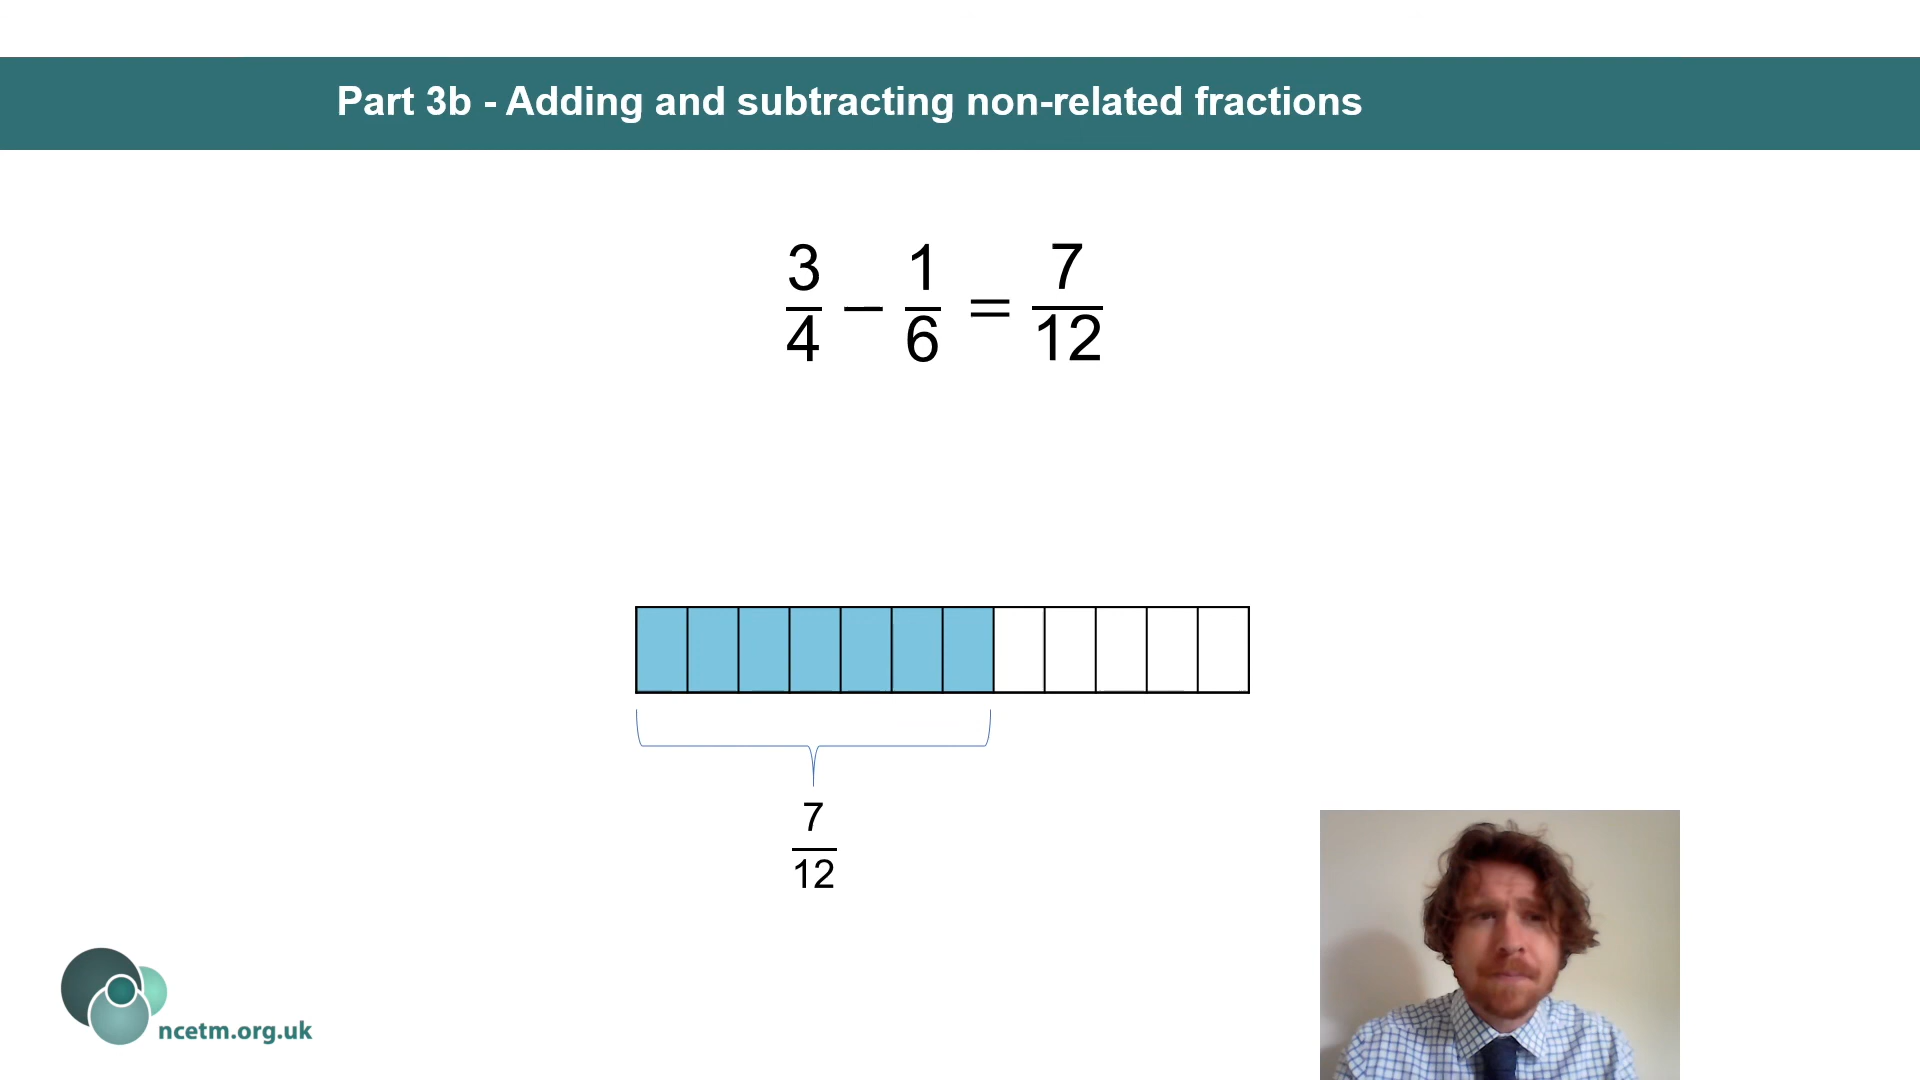 Part 3b - Adding and subtracting non-related fractions
3/4 − 1/6 = 7/12
7/12
ncetm.org.uk